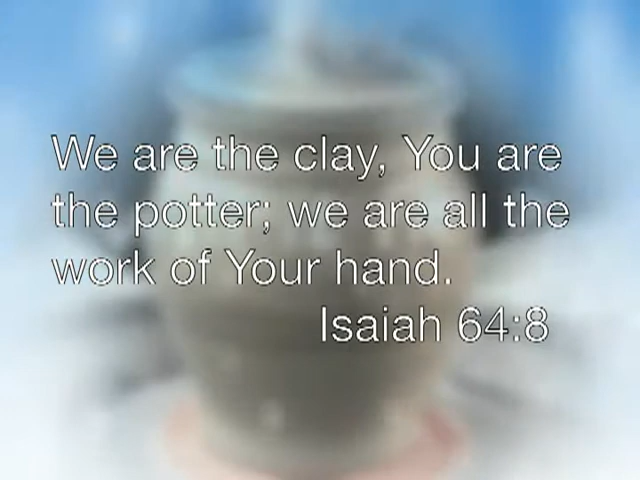 We are the clay, You are
the potter; we are all the
work of Your hand.
Isaiah 64:8